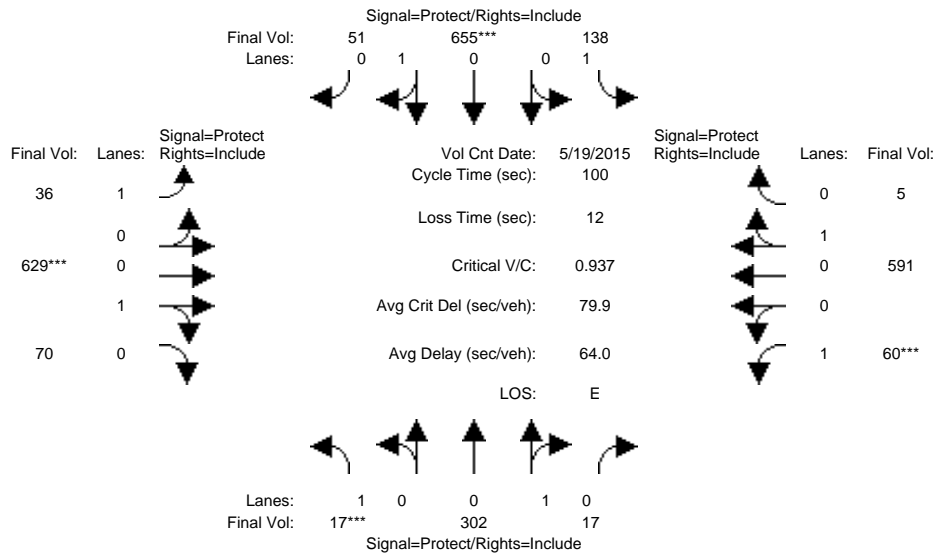 Signal=Protect/Rights=Include
Final Vol: 51 655*** 138
Lanes: 0 1 0 0 1
Signal=Protect
Final Vol: Lanes: Rights=Include
Vol Cnt Date: 5/19/2015
Signal=Protect
Rights=Include Lanes: Final Vol:
Cycle Time (sec): 100
36 1
0 5
Loss Time (sec): 12
0
1
629*** 0
Critical V/C: 0.937
0 591
1
Avg Crit Del (sec/veh): 79.9
0
70 0
Avg Delay (sec/veh): 64.0
1 60***
LOS: E
Lanes: 1 0 0 1 0
Final Vol: 17*** 302 17
Signal=Protect/Rights=Include